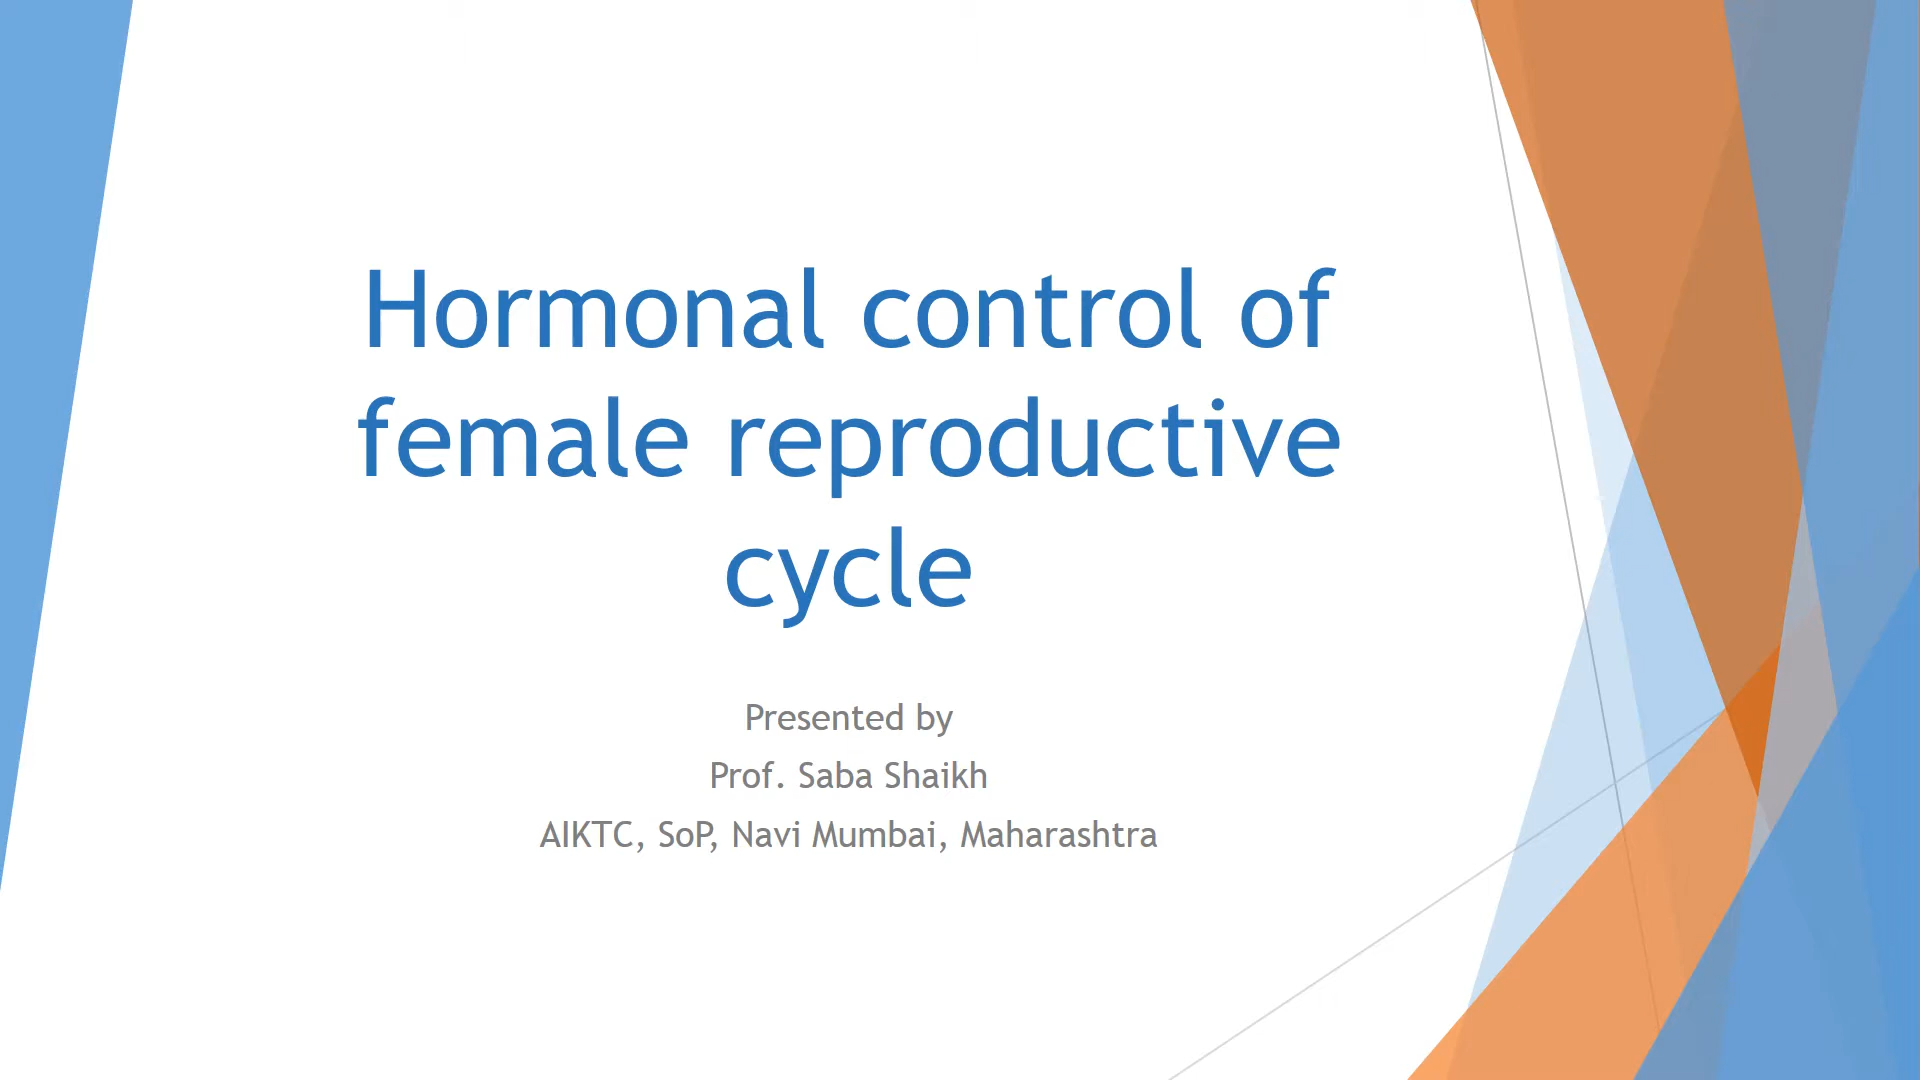 Hormonal control of
female reproductive
cycle
Presented by
Prof. Saba Shaikh
AIKTC, SoP, Navi Mumbai, Maharashtra